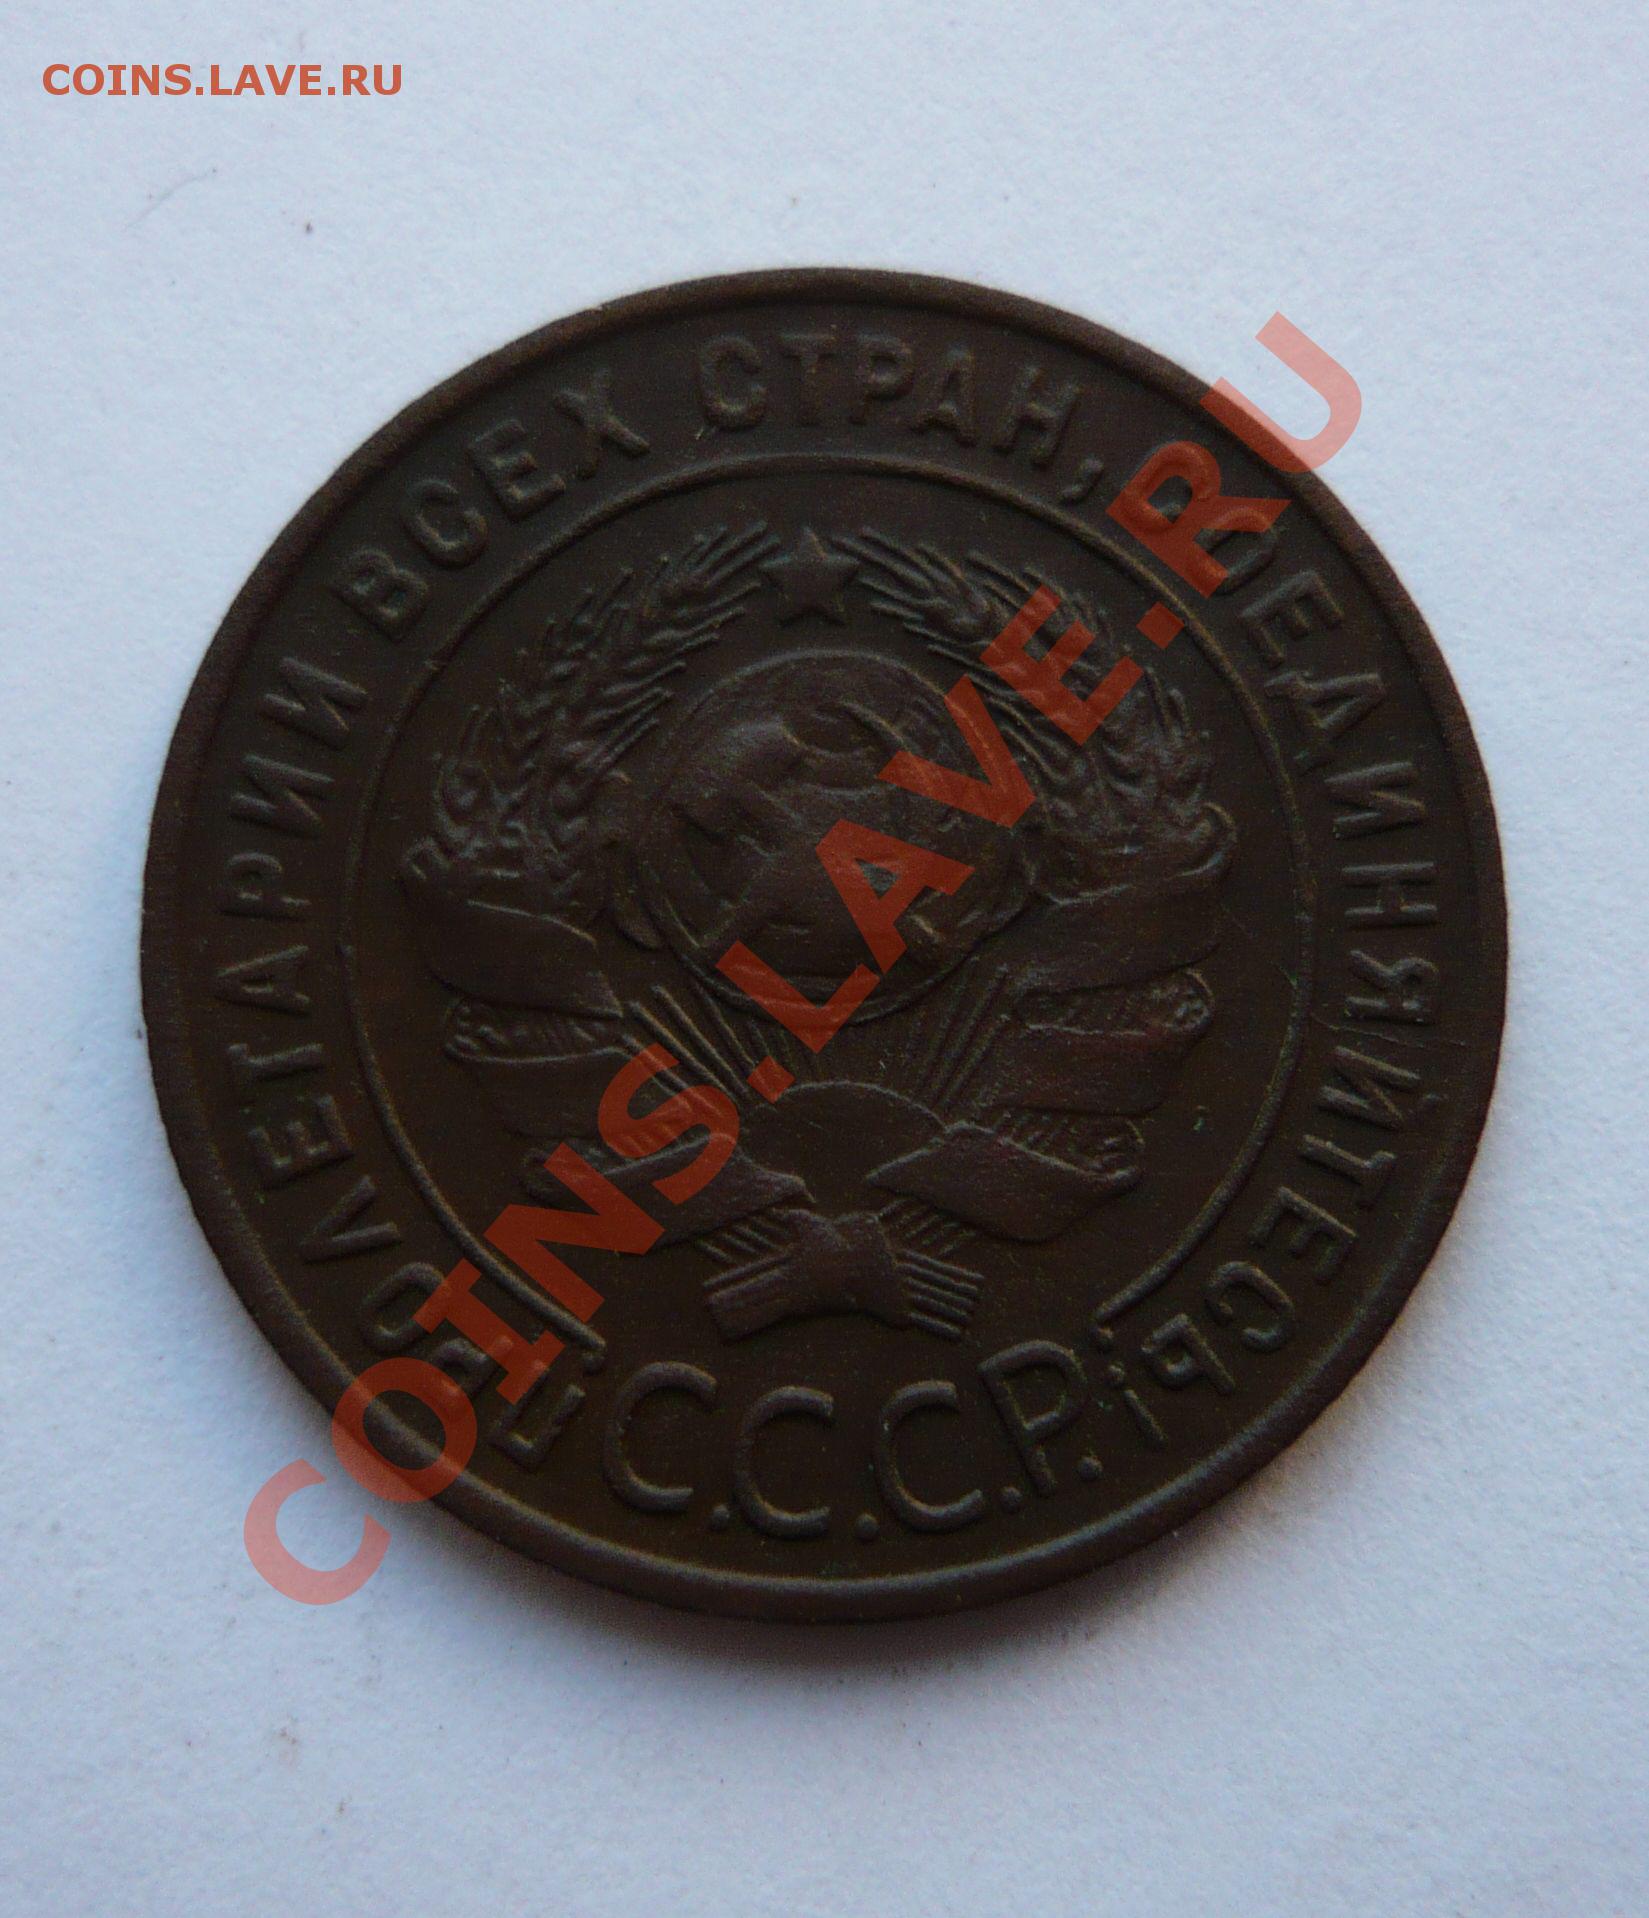 COINS.LAVE.RU
ПРОЛЕТАРИИ ВСЕХ СТРАН, СОЕДИНЯЙТЕСЬ!
С.С.С.Р.
COINS.LAVE.RU